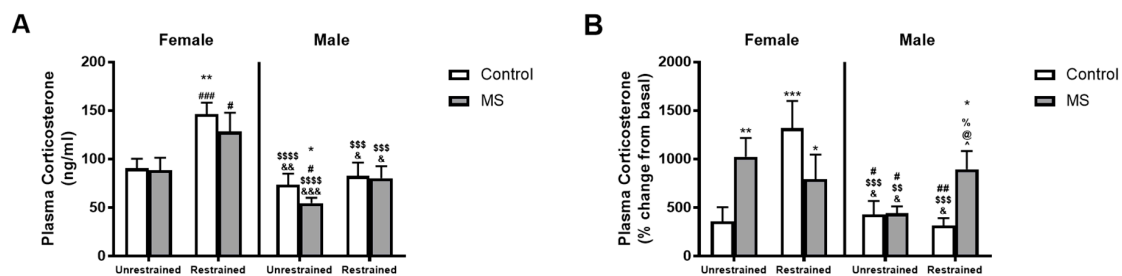 A
Female
Male
Plasma Corticosterone
(ng/ml)
200
150
100
50
0
**
###
#
$$$$
&&
*
#
$$$$
&&&
$$$
&
$$$
&
Unrestrained
Restrained
Unrestrained
Restrained
Control
MS
B
Female
Male
Plasma Corticosterone
(% change from basal)
2000
1500
1000
500
0
**
***
*
#
$$$
&
#
$$
&
##
$$$
&
*
%
@
^
Unrestrained
Restrained
Unrestrained
Restrained
Control
MS